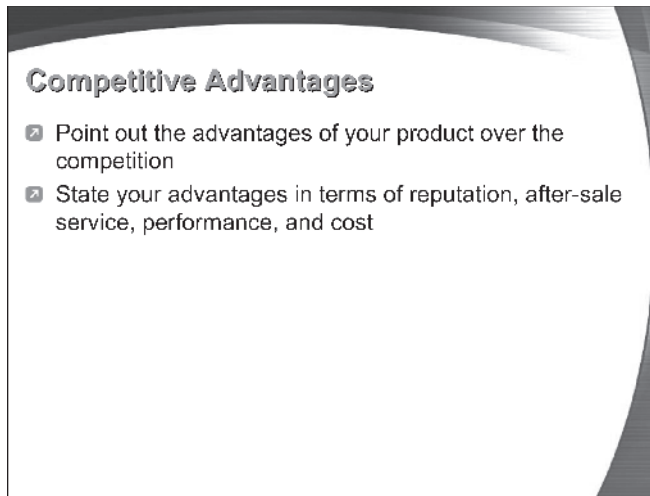 Competitive Advantages
Point out the advantages of your product over the
competition
State your advantages in terms of reputation, after-sale
service, performance, and cost